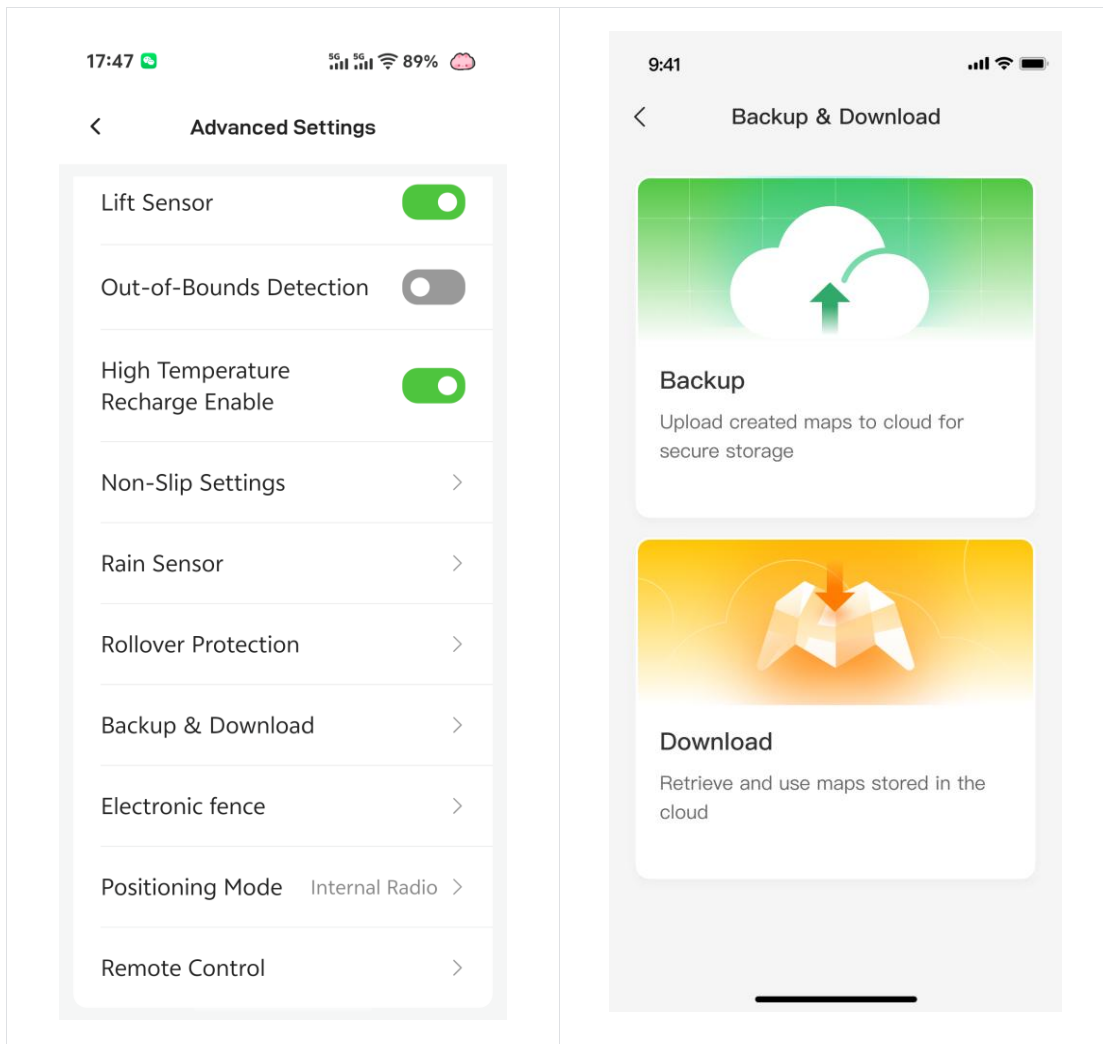 17:47
5G 5G 89%
Advanced Settings
Lift Sensor
Out-of-Bounds Detection
High Temperature
Recharge Enable
Non-Slip Settings
Rain Sensor
Rollover Protection
Backup & Download
Electronic fence
Positioning Mode Internal Radio
Remote Control
9:41
Backup & Download
Backup
Upload created maps to cloud for
secure storage
Download
Retrieve and use maps stored in the
cloud